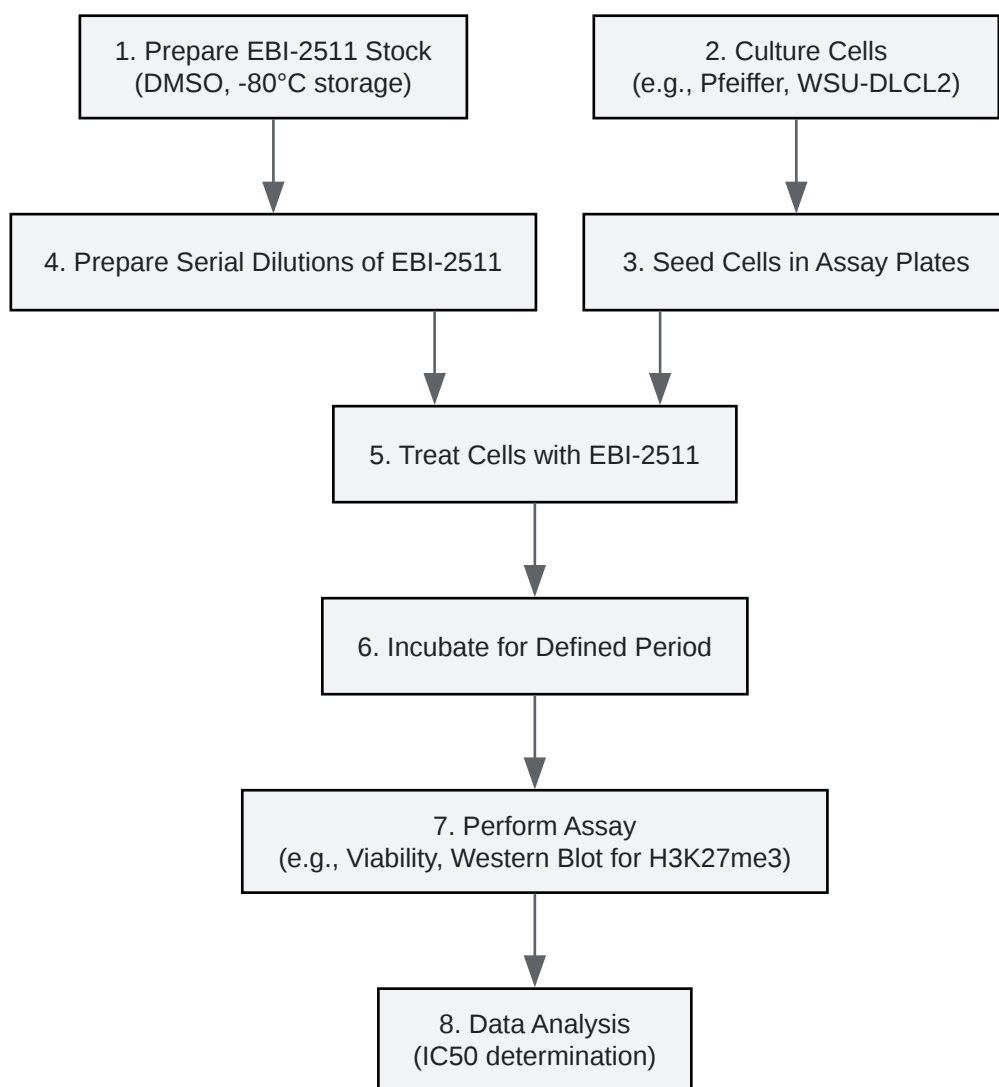 1. Prepare EBI-2511 Stock
(DMSO, -80°C storage)
2. Culture Cells
(e.g., Pfeiffer, WSU-DLCL2)
4. Prepare Serial Dilutions of EBI-2511
3. Seed Cells in Assay Plates
5. Treat Cells with EBI-2511
6. Incubate for Defined Period
7. Perform Assay
(e.g., Viability, Western Blot for H3K27me3)
8. Data Analysis
(IC50 determination)